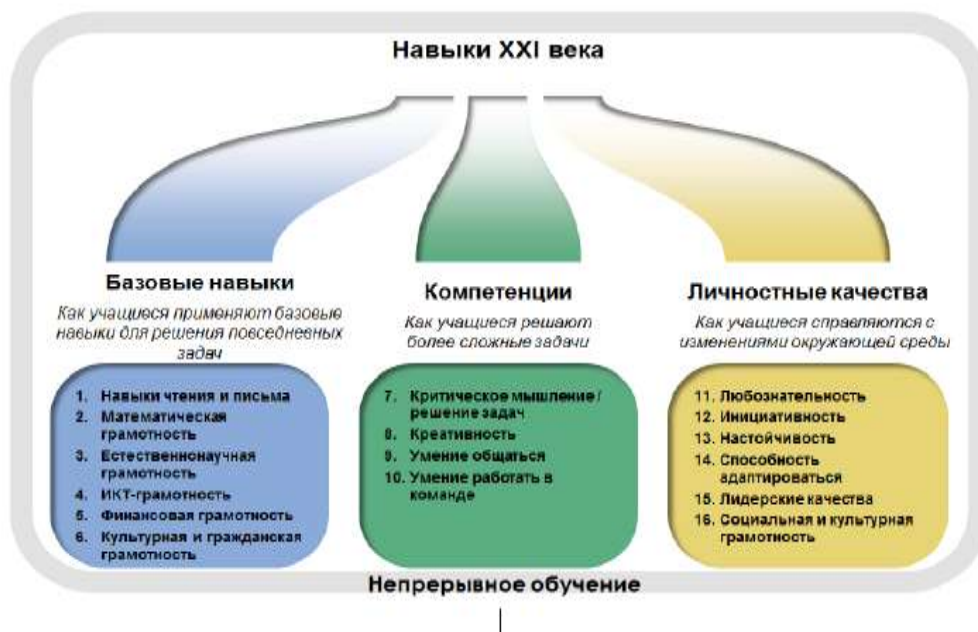 Навыки XXI века
Базовые навыки
Как учащиеся применяют базовые
навыки для решения повседневных
задач
1. Навыки чтения и письма
2. Математическая
грамотность
3. Естественнонаучная
грамотность
4. ИКТ-грамотность
5. Финансовая грамотность
6. Культурная и гражданская
грамотность
Компетенции
Как учащиеся решают
более сложные задачи
7. Критическое мышление/
решение задач
8. Креативность
9. Умение общаться
10. Умение работать в
команде
Личностные качества
Как учащиеся справляются с
изменениями окружающей среды
11. Любознательность
12. Инициативность
13. Настойчивость
14. Способность
адаптироваться
15. Лидерские качества
16. Социальная и культурная
грамотность
Непрерывное обучение